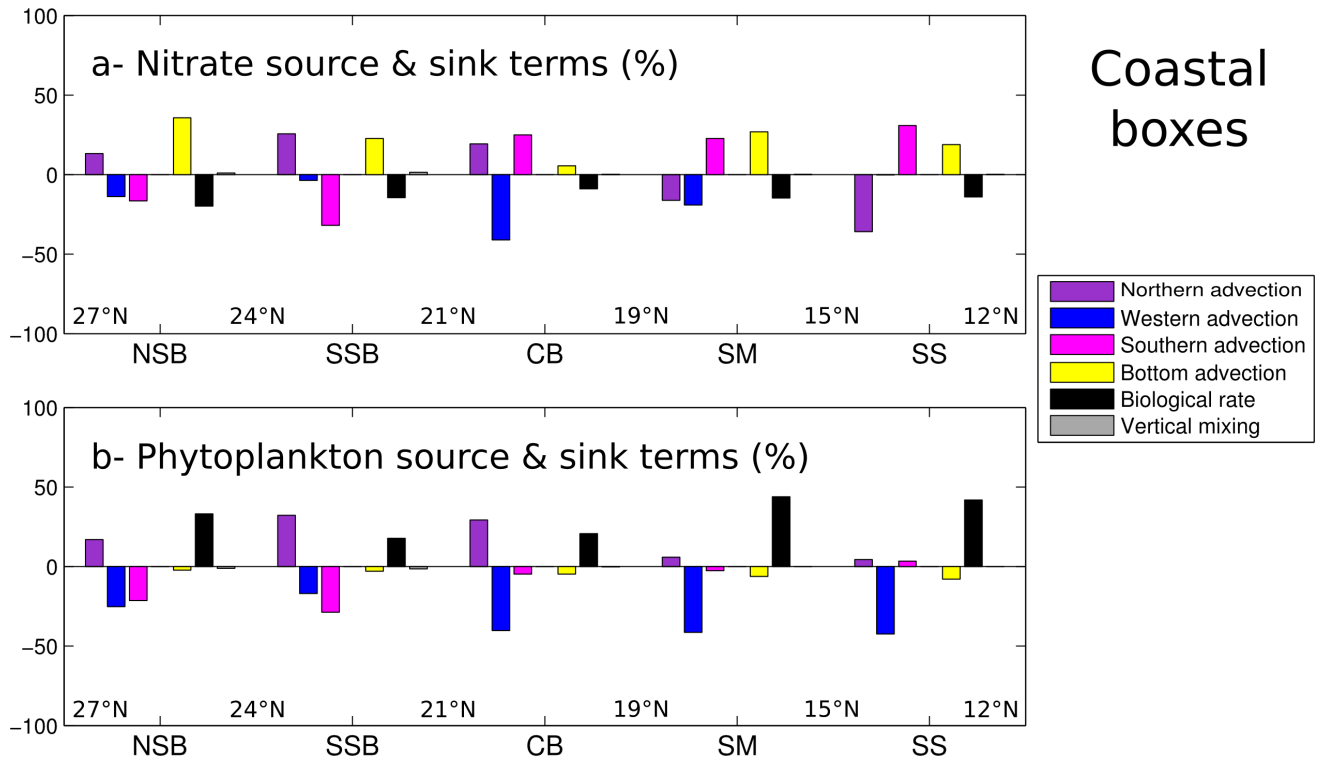 a- Nitrate source & sink terms (%)
100
50
0
−50
−100
27°N 24°N 21°N 19°N 15°N 12°N
NSB SSB CB SM SS
Coastal
boxes
Northern advection
Western advection
Southern advection
Bottom advection
Biological rate
Vertical mixing
b- Phytoplankton source & sink terms (%)
100
50
0
−50
−100
27°N 24°N 21°N 19°N 15°N 12°N
NSB SSB CB SM SS